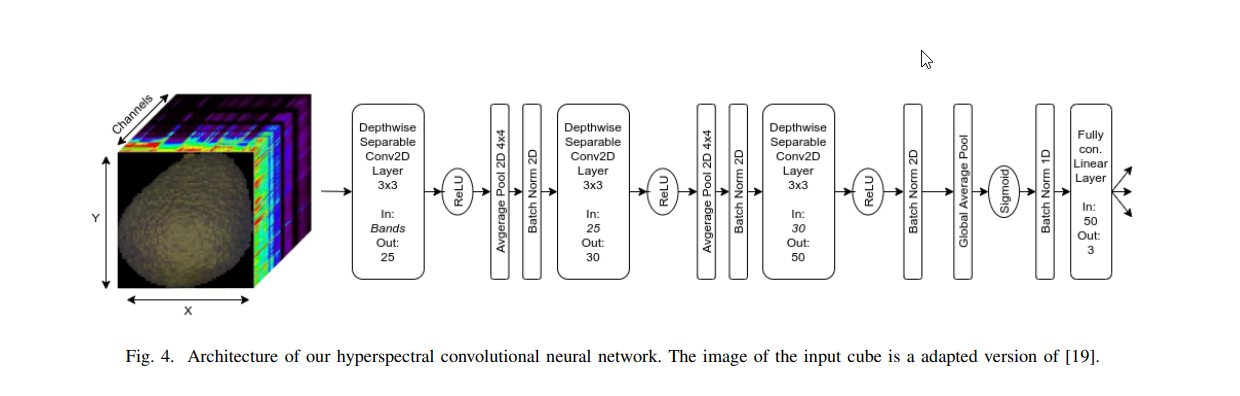 Channels
Y
X
Depthwise
Separable
Conv2D
Layer
3x3
In:
Bands
Out:
25
ReLU
Avgerage Pool 2D 4x4
Batch Norm 2D
Depthwise
Separable
Conv2D
Layer
3x3
In:
25
Out:
30
ReLU
Avgerage Pool 2D 4x4
Batch Norm 2D
Depthwise
Separable
Conv2D
Layer
3x3
In:
30
Out:
50
ReLU
Batch Norm 2D
Global Average Pool
Sigmoid
Batch Norm 1D
Fully
con.
Linear
Layer
In:
50
Out:
3
Fig. 4. Architecture of our hyperspectral convolutional neural network. The image of the input cube is a adapted version of [19].